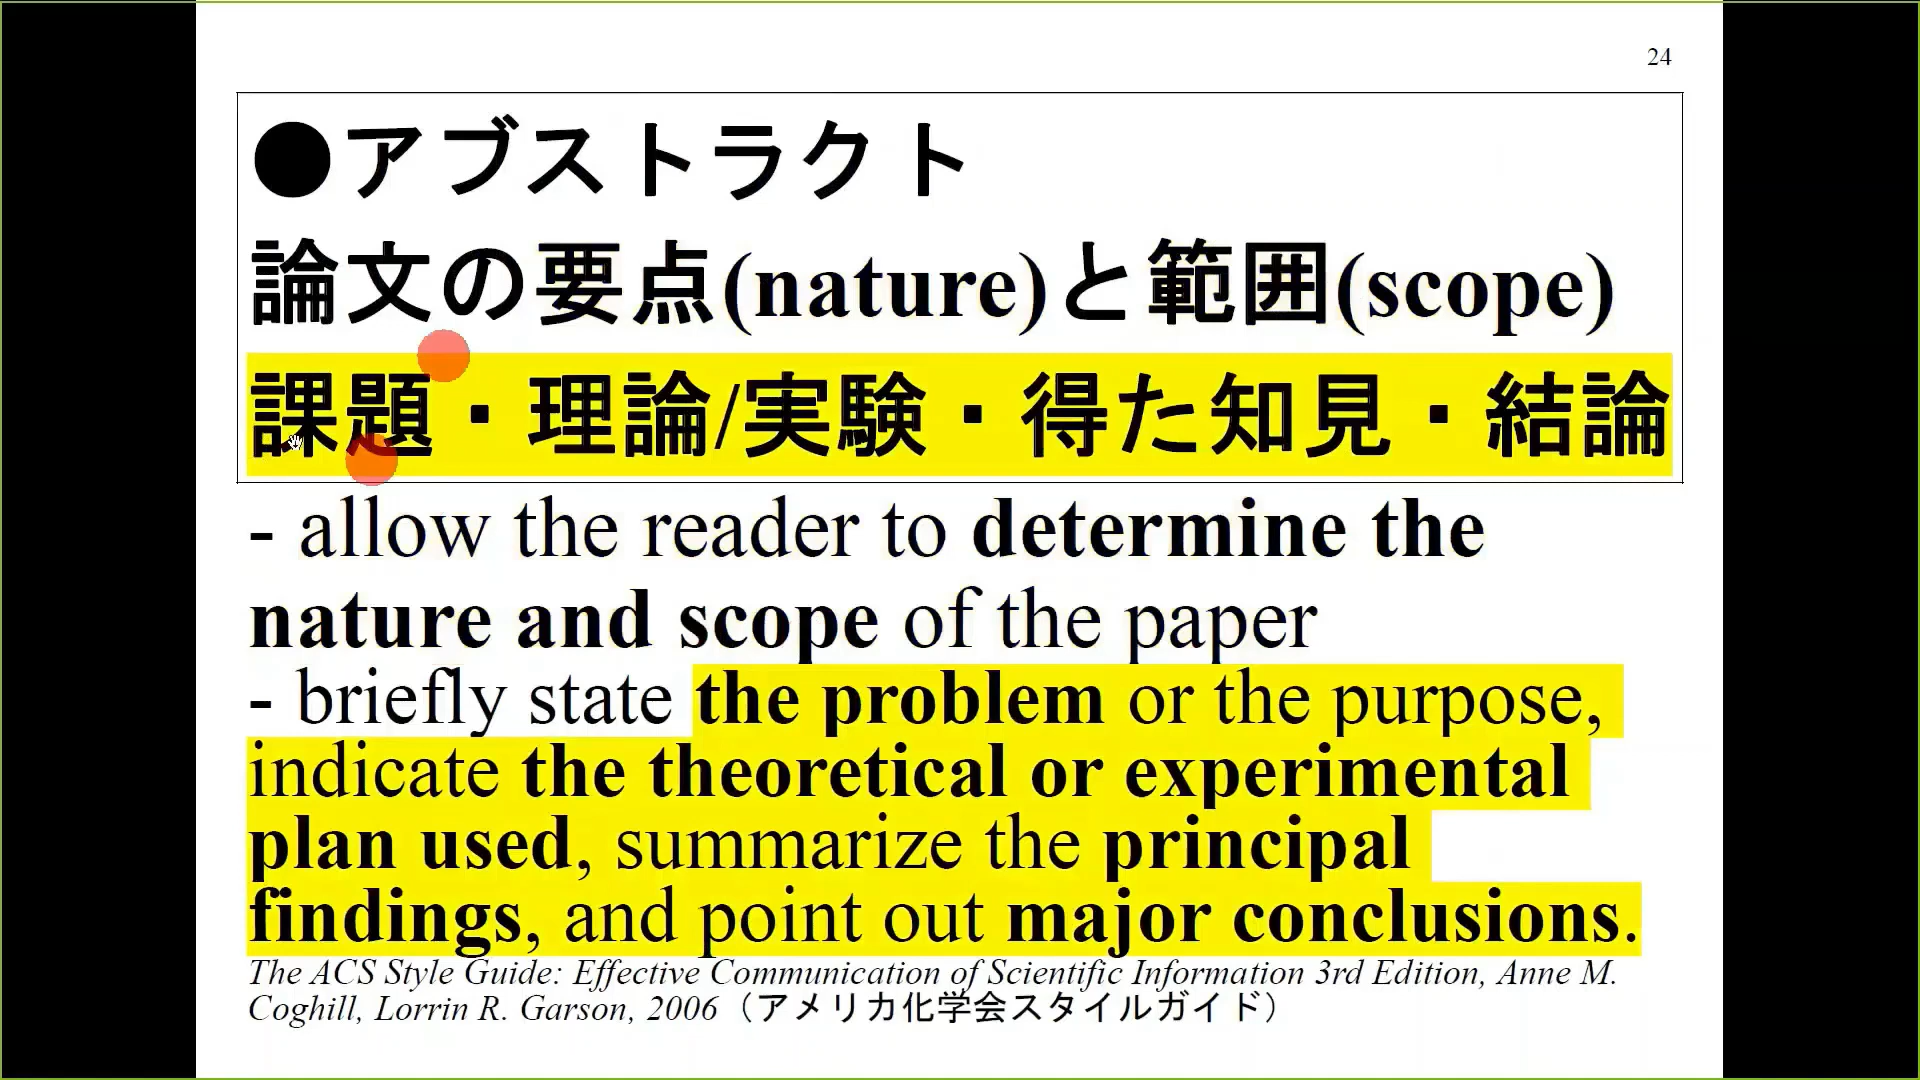 24
●アブストラクト
論文の要点(nature)と範囲(scope)
課題・理論/実験・得た知見・結論
- allow the reader to determine the
nature and scope of the paper
- briefly state the problem or the purpose,
indicate the theoretical or experimental
plan used, summarize the principal
findings, and point out major conclusions.
The ACS Style Guide: Effective Communication of Scientific Information 3rd Edition, Anne M.
Coghill, Lorrin R. Garson, 2006（アメリカ化学会スタイルガイド）